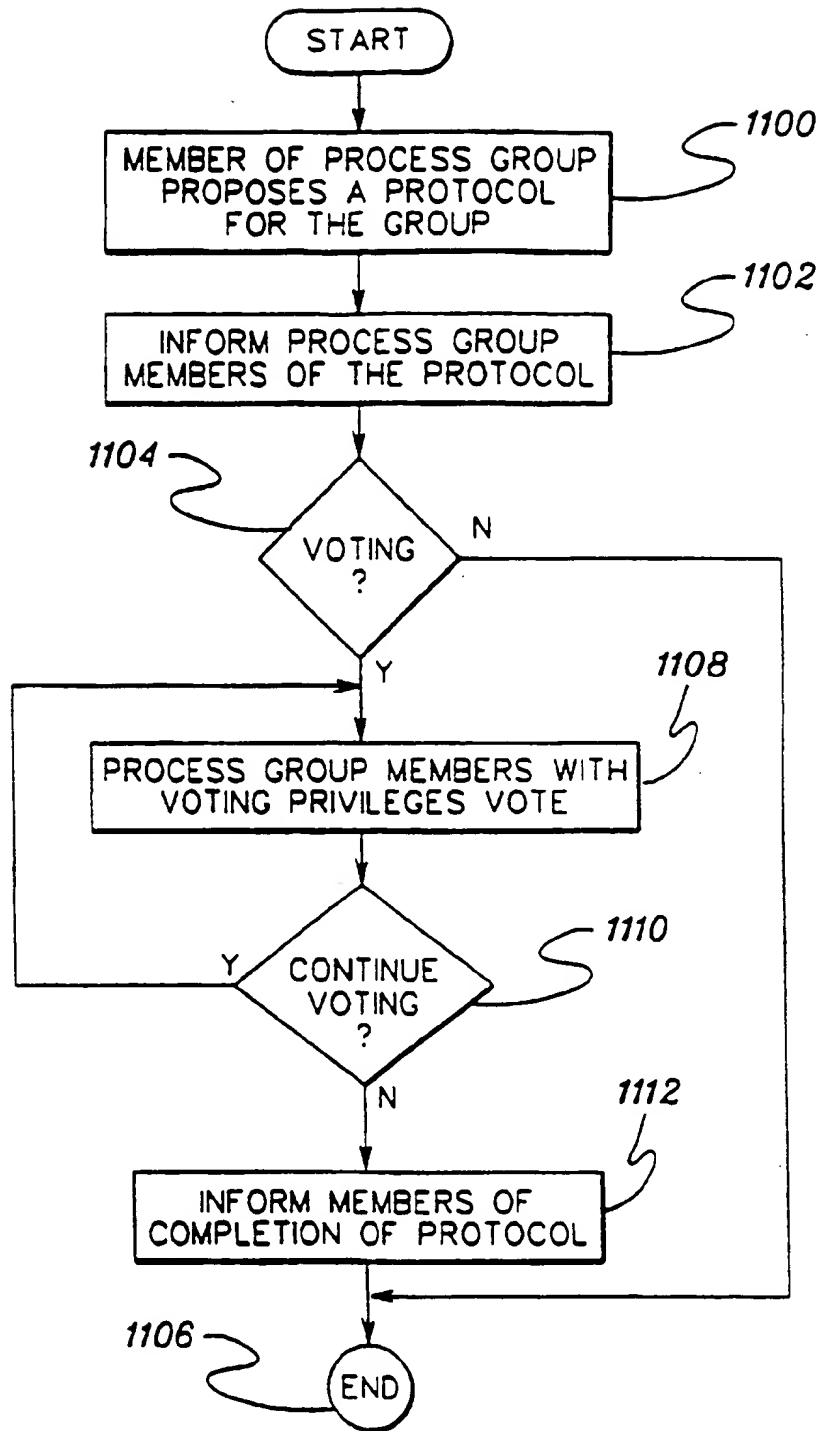 START
MEMBER OF PROCESS GROUP
PROPOSES A PROTOCOL
FOR THE GROUP
1100
INFORM PROCESS GROUP
MEMBERS OF THE PROTOCOL
1102
1104
VOTING
?
N
Y
1108
PROCESS GROUP MEMBERS WITH
VOTING PRIVILEGES VOTE
1110
Y
CONTINUE
VOTING
?
N
1112
INFORM MEMBERS OF
COMPLETION OF PROTOCOL
1106
END